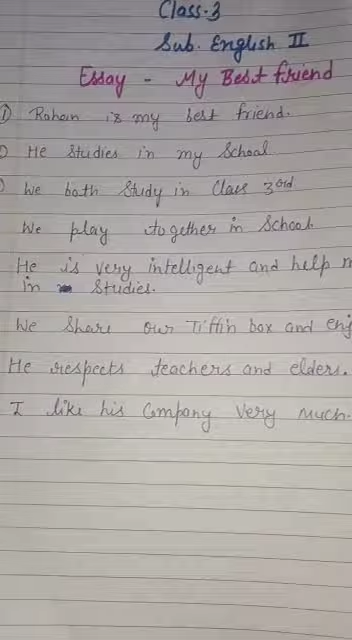 Class-3
Sub. English II
Essay - My Best friend
① Rohan is my best friend.
He Studies in my School
We both Study in Class 3rd
We play together in School.
He is very intelligent and help
in Studies.
We Share Our Tiffin box and
He respects teachers and elders.
I like his Company Very Much.